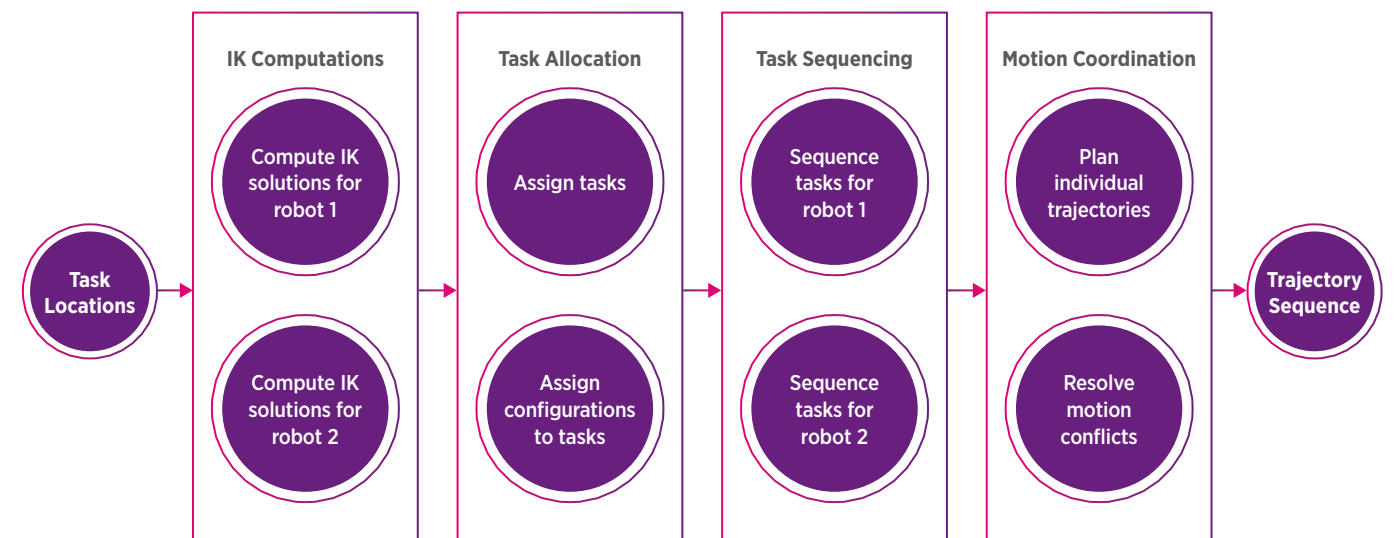 Task
Locations
IK Computations
Compute IK
solutions for
robot 1
Compute IK
solutions for
robot 2
Task Allocation
Assign tasks
Assign
configurations
to tasks
Task Sequencing
Sequence
tasks for
robot 1
Sequence
tasks for
robot 2
Motion Coordination
Plan
individual
trajectories
Resolve
motion
conflicts
Trajectory
Sequence